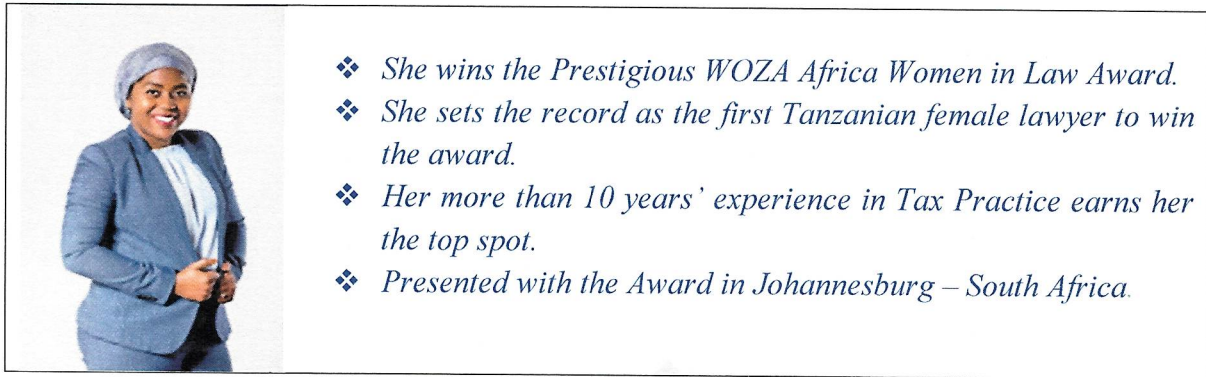 ❖ She wins the Prestigious WOZA Africa Women in Law Award.
❖ She sets the record as the first Tanzanian female lawyer to win
the award.
❖ Her more than 10 years' experience in Tax Practice earns her
the top spot.
❖ Presented with the Award in Johannesburg – South Africa.